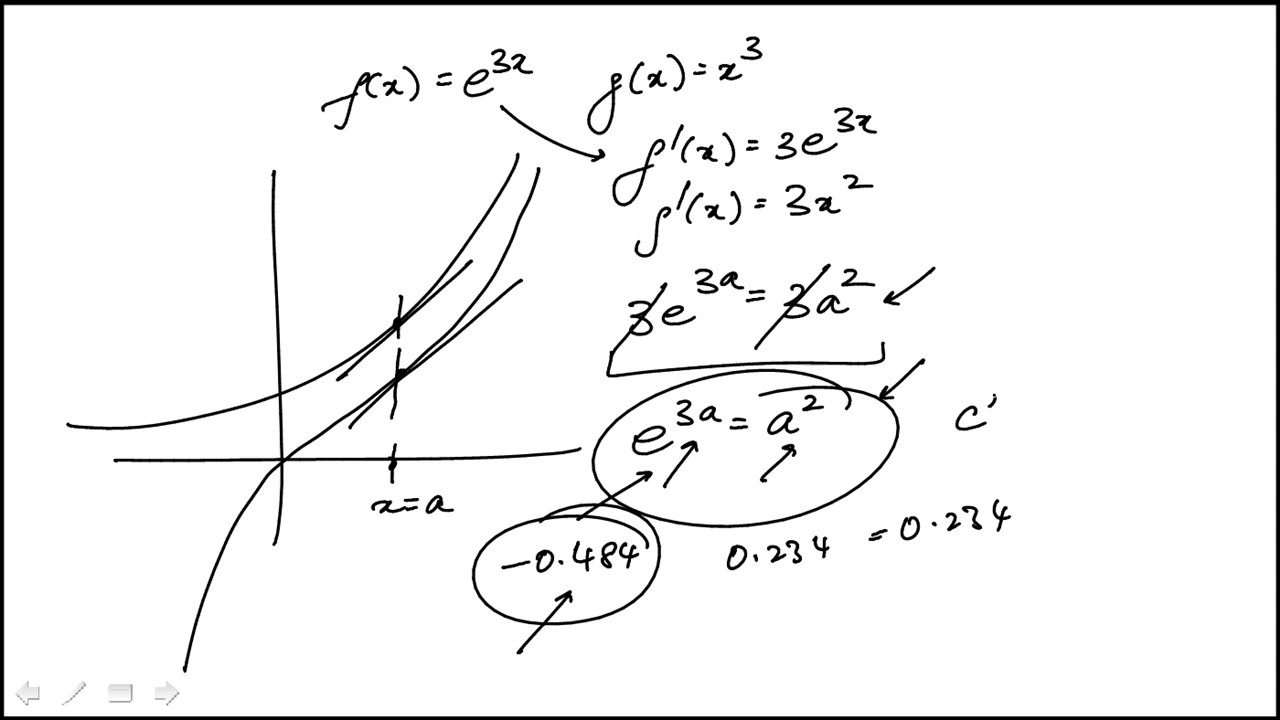 f(x) = e^{3x}   g(x) = x^3
f'(x) = 3e^{3x}
g'(x) = 3x^2
3e^{3a} = 3a^2
e^{3a} = a^2
c'
x = a
-0.484   0.234 = 0.234